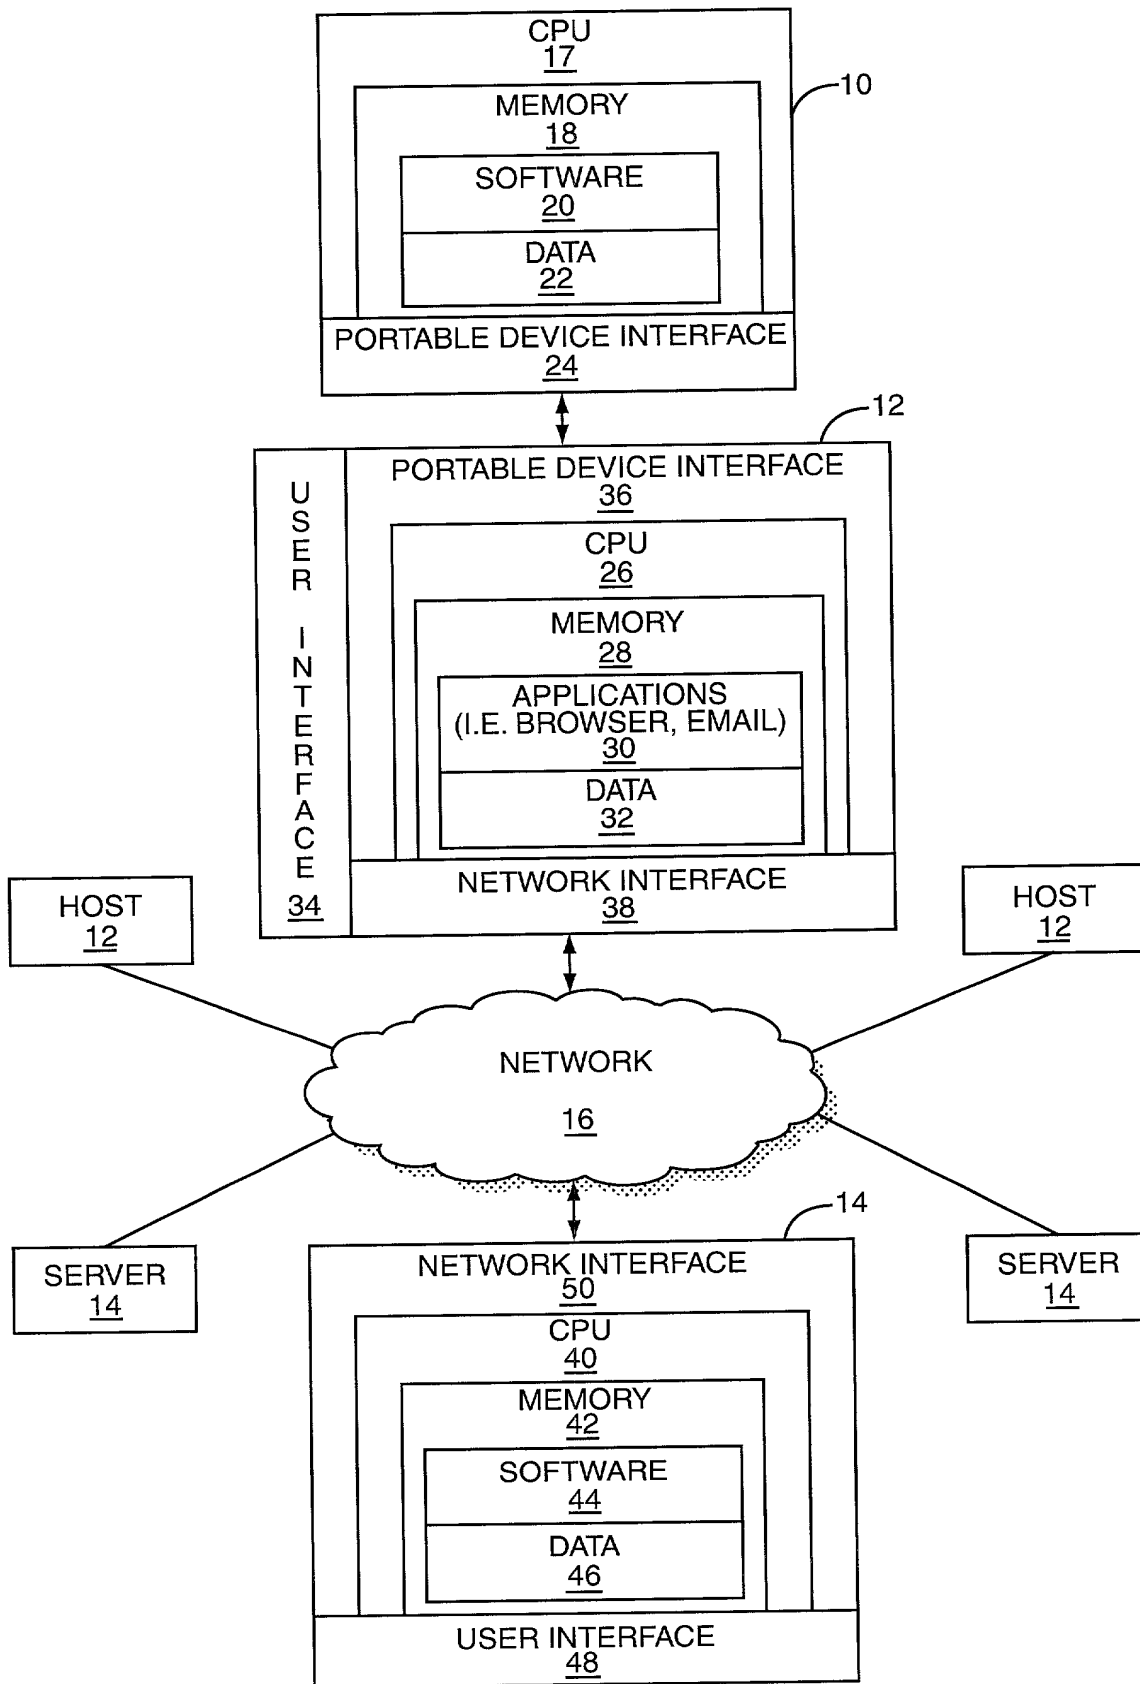 CPU
17
10
MEMORY
18
SOFTWARE
20
DATA
22
PORTABLE DEVICE INTERFACE
24
12
PORTABLE DEVICE INTERFACE
36
USER INTERFACE
34
CPU
26
MEMORY
28
APPLICATIONS
(I.E. BROWSER, EMAIL)
30
DATA
32
NETWORK INTERFACE
38
HOST
12
HOST
12
NETWORK
16
SERVER
14
SERVER
14
14
NETWORK INTERFACE
50
CPU
40
MEMORY
42
SOFTWARE
44
DATA
46
USER INTERFACE
48